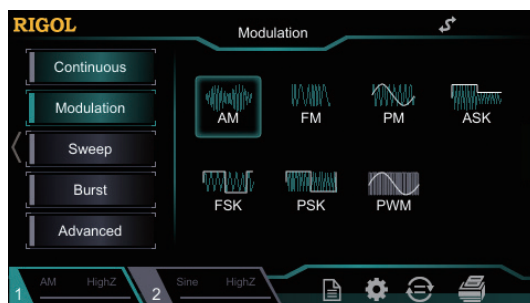 RIGOL
Modulation
Continuous
Modulation
Sweep
Burst
Advanced
AM
FM
PM
ASK
FSK
PSK
PWM
1
AM
HighZ
2
Sine
HighZ